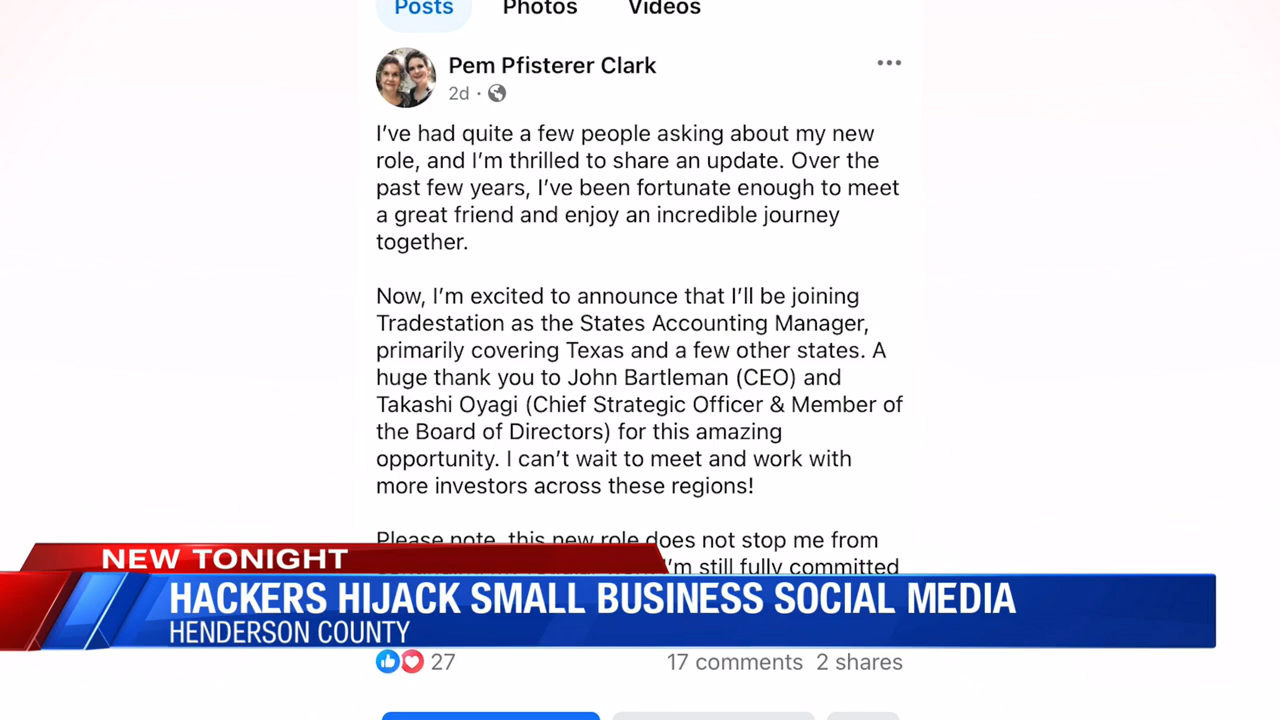 Posts Photos Videos
Pem Pfisterer Clark
2d ·
I've had quite a few people asking about my new
role, and I'm thrilled to share an update. Over the
past few years, I've been fortunate enough to meet
a great friend and enjoy an incredible journey
together.
Now, I'm excited to announce that I'll be joining
Tradestation as the States Accounting Manager,
primarily covering Texas and a few other states. A
huge thank you to John Bartleman (CEO) and
Takashi Oyagi (Chief Strategic Officer & Member of
the Board of Directors) for this amazing
opportunity. I can't wait to meet and work with
more investors across these regions!
Please note, this new role does not stop me from
I'm still fully committed
NEW TONIGHT
HACKERS HIJACK SMALL BUSINESS SOCIAL MEDIA
HENDERSON COUNTY
27 17 comments 2 shares